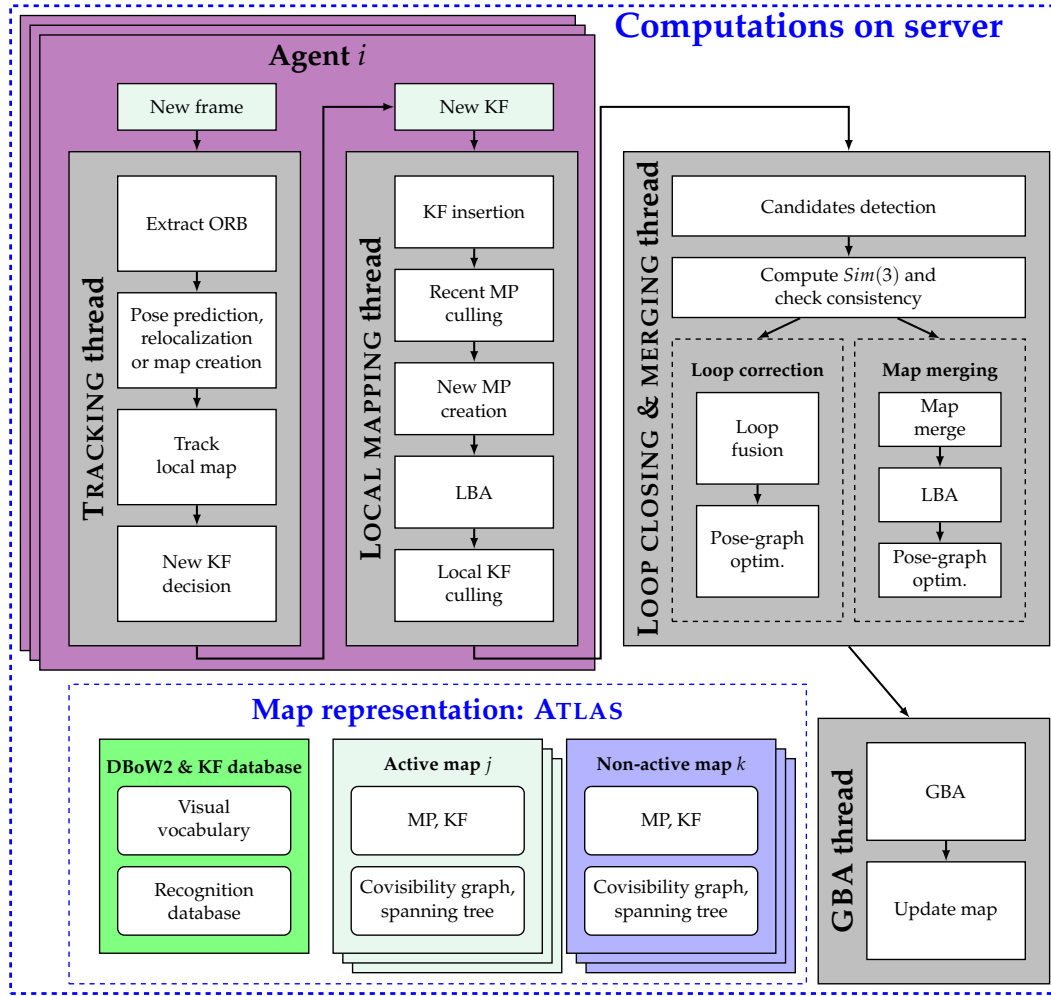 Computations on server
Agent i
New frame
TRACKING thread
Extract ORB
Pose prediction,
relocalization
or map creation
Track
local map
New KF
decision
New KF
LOCAL MAPPING thread
KF insertion
Recent MP
culling
New MP
creation
LBA
Local KF
culling
LOOP CLOSING & MERGING thread
Candidates detection
Compute Sim(3) and
check consistency
Loop correction
Loop
fusion
Pose-graph
optim.
Map merging
Map
merge
LBA
Pose-graph
optim.
Map representation: ATLAS
DBoW2 & KF database
Visual
vocabulary
Recognition
database
Active map j
MP, KF
Covisibility graph,
spanning tree
Non-active map k
MP, KF
Covisibility graph,
spanning tree
GBA thread
GBA
Update map